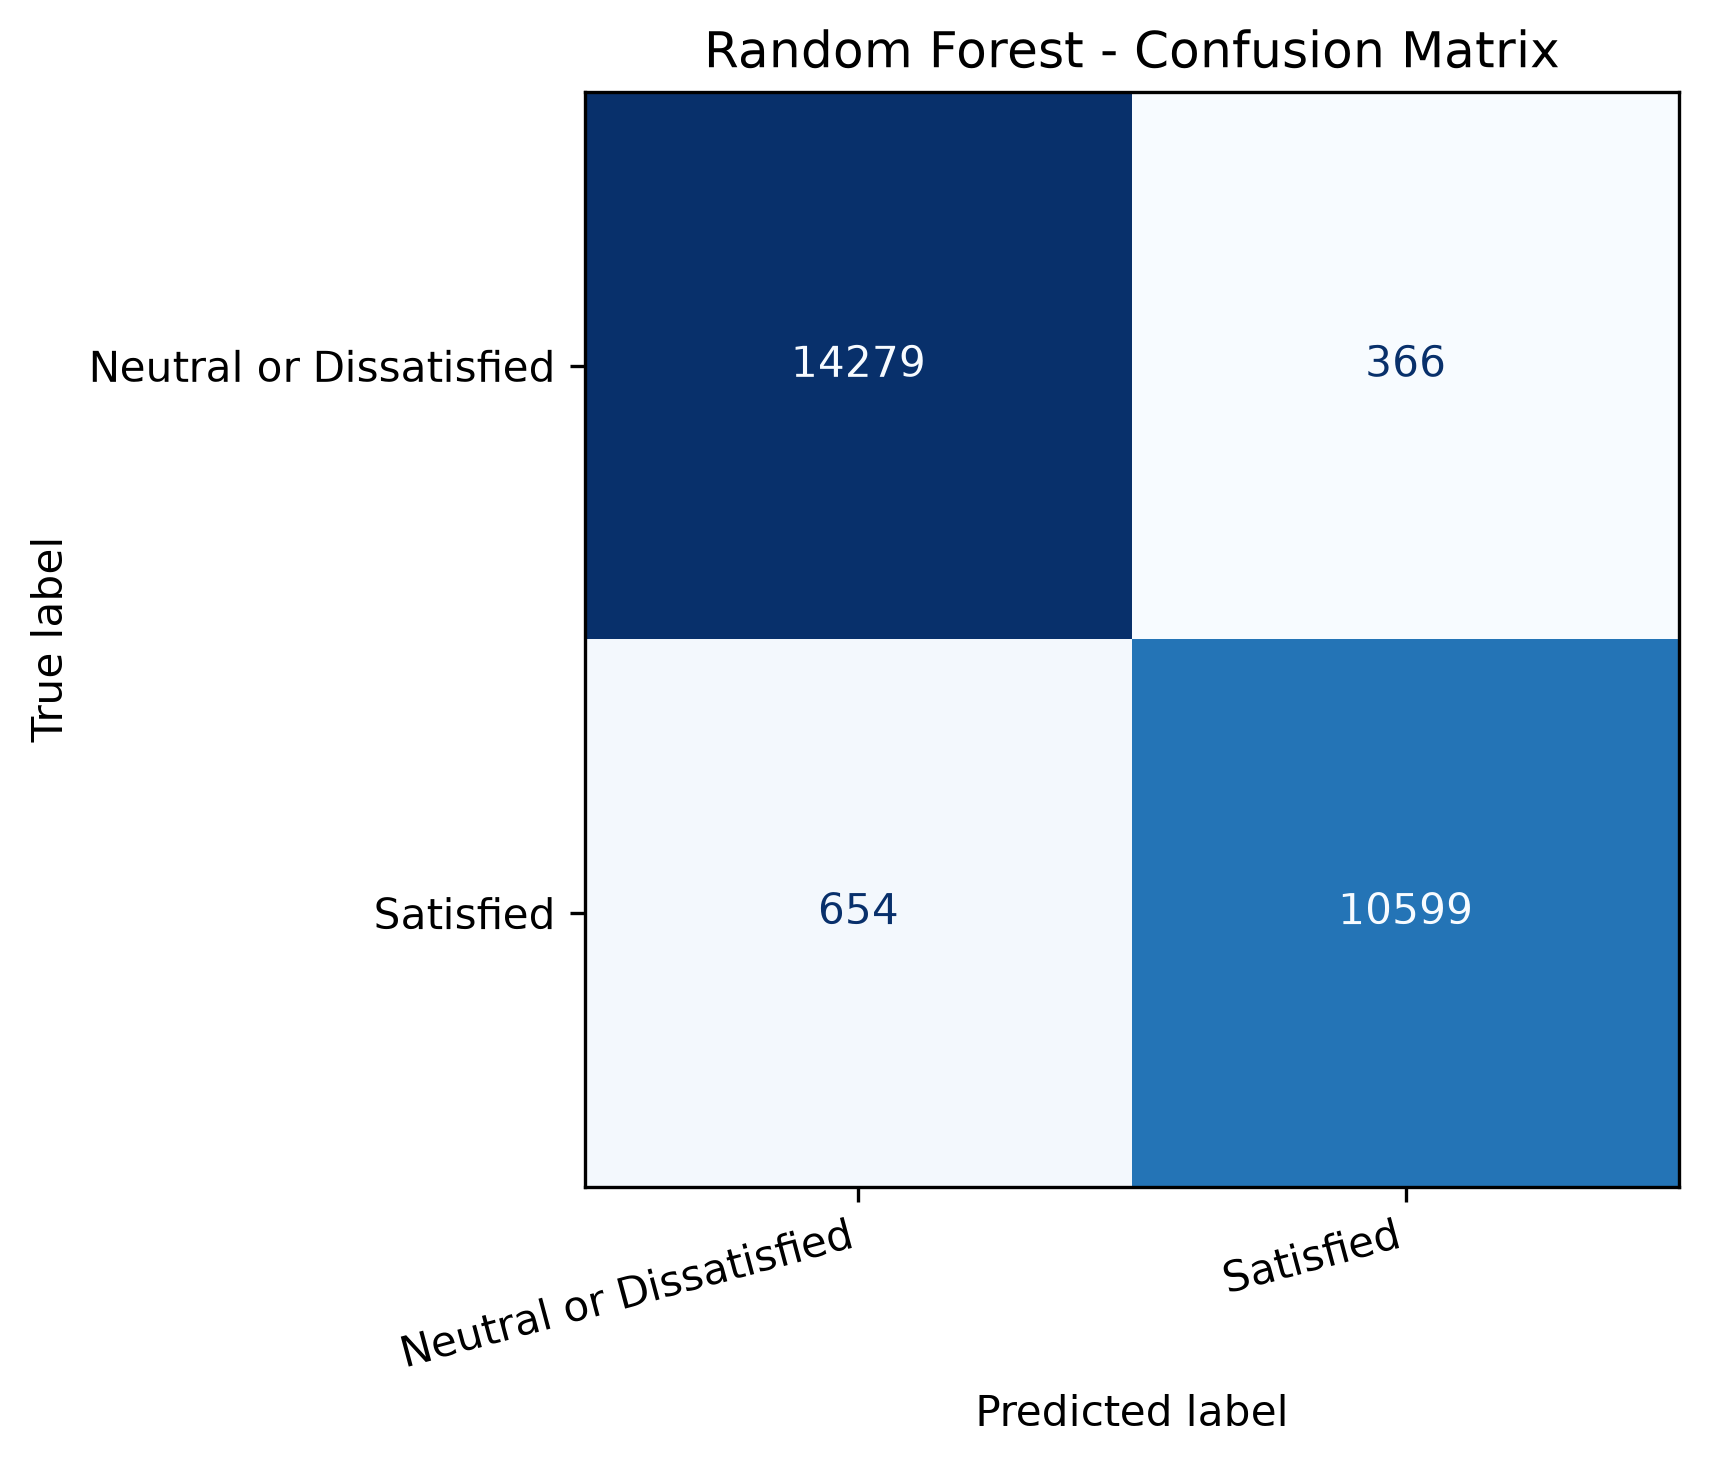 Random Forest - Confusion Matrix
True label
Neutral or Dissatisfied
14279
366
Satisfied
654
10599
Neutral or Dissatisfied
Satisfied
Predicted label